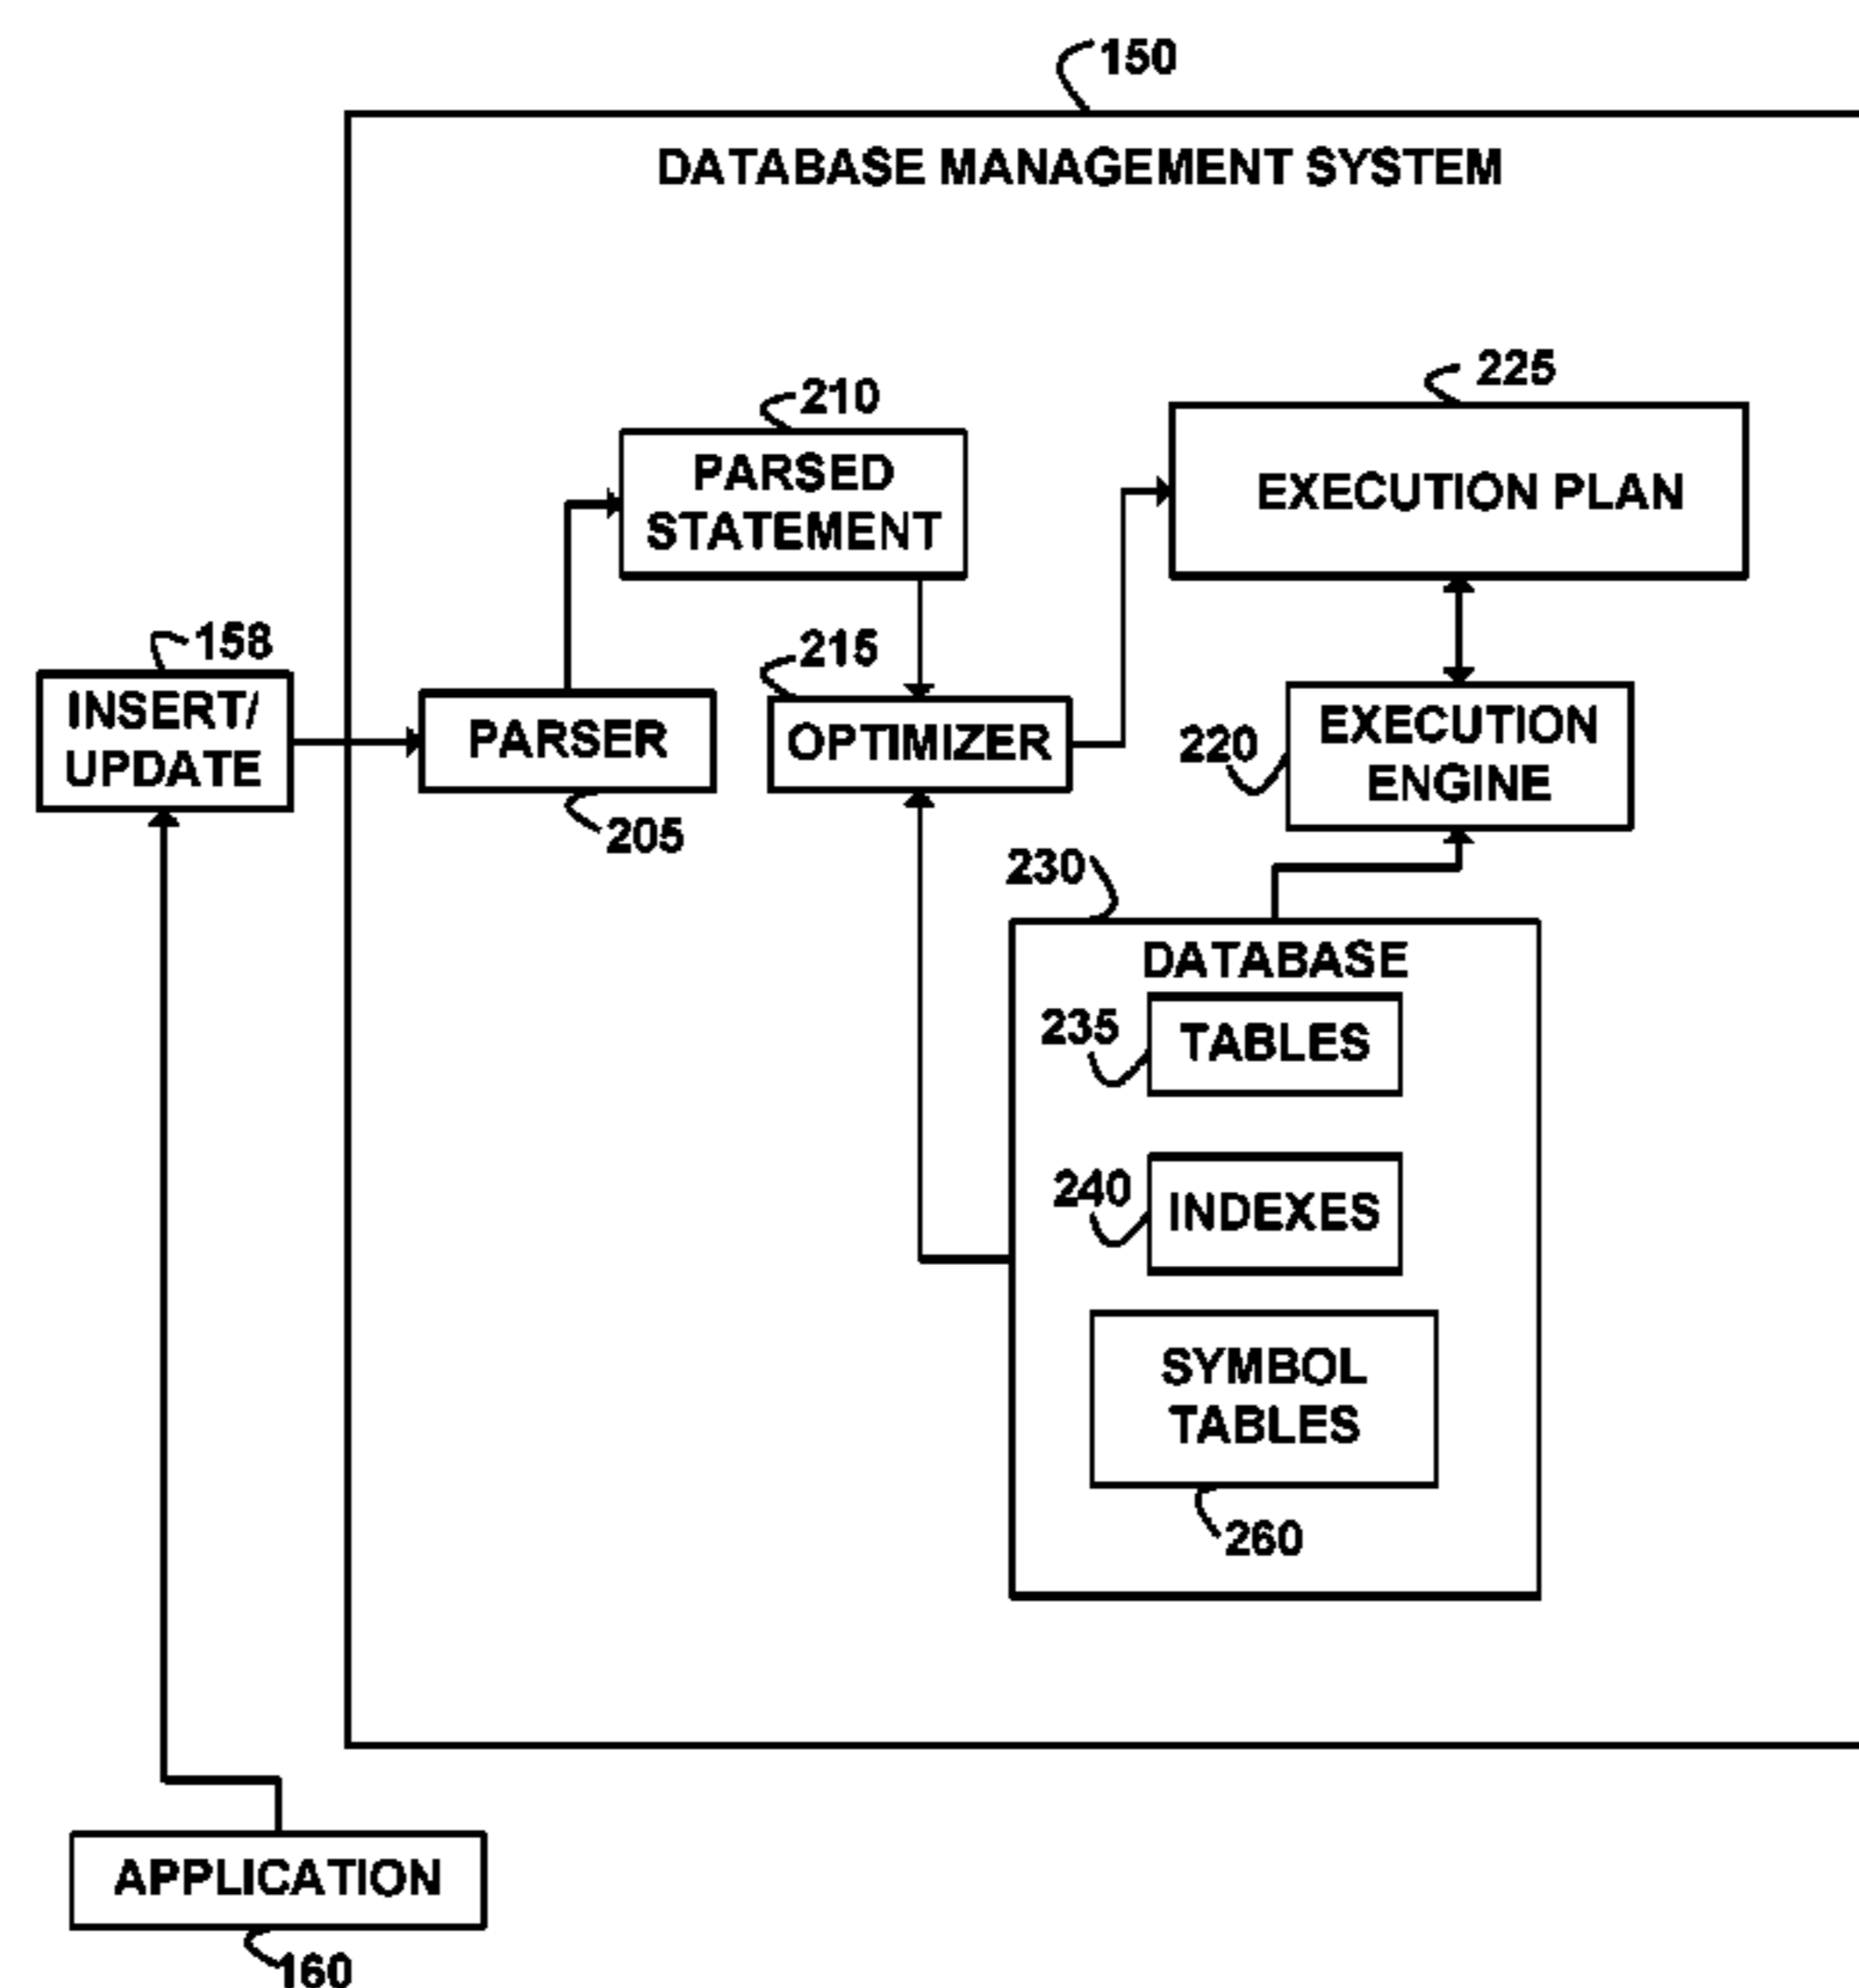 150
DATABASE MANAGEMENT SYSTEM
225
210
EXECUTION PLAN
PARSED
STATEMENT
158
INSERT/
UPDATE
PARSER
205
215
OPTIMIZER
220
EXECUTION
ENGINE
230
DATABASE
235
TABLES
240
INDEXES
SYMBOL
TABLES
260
APPLICATION
160